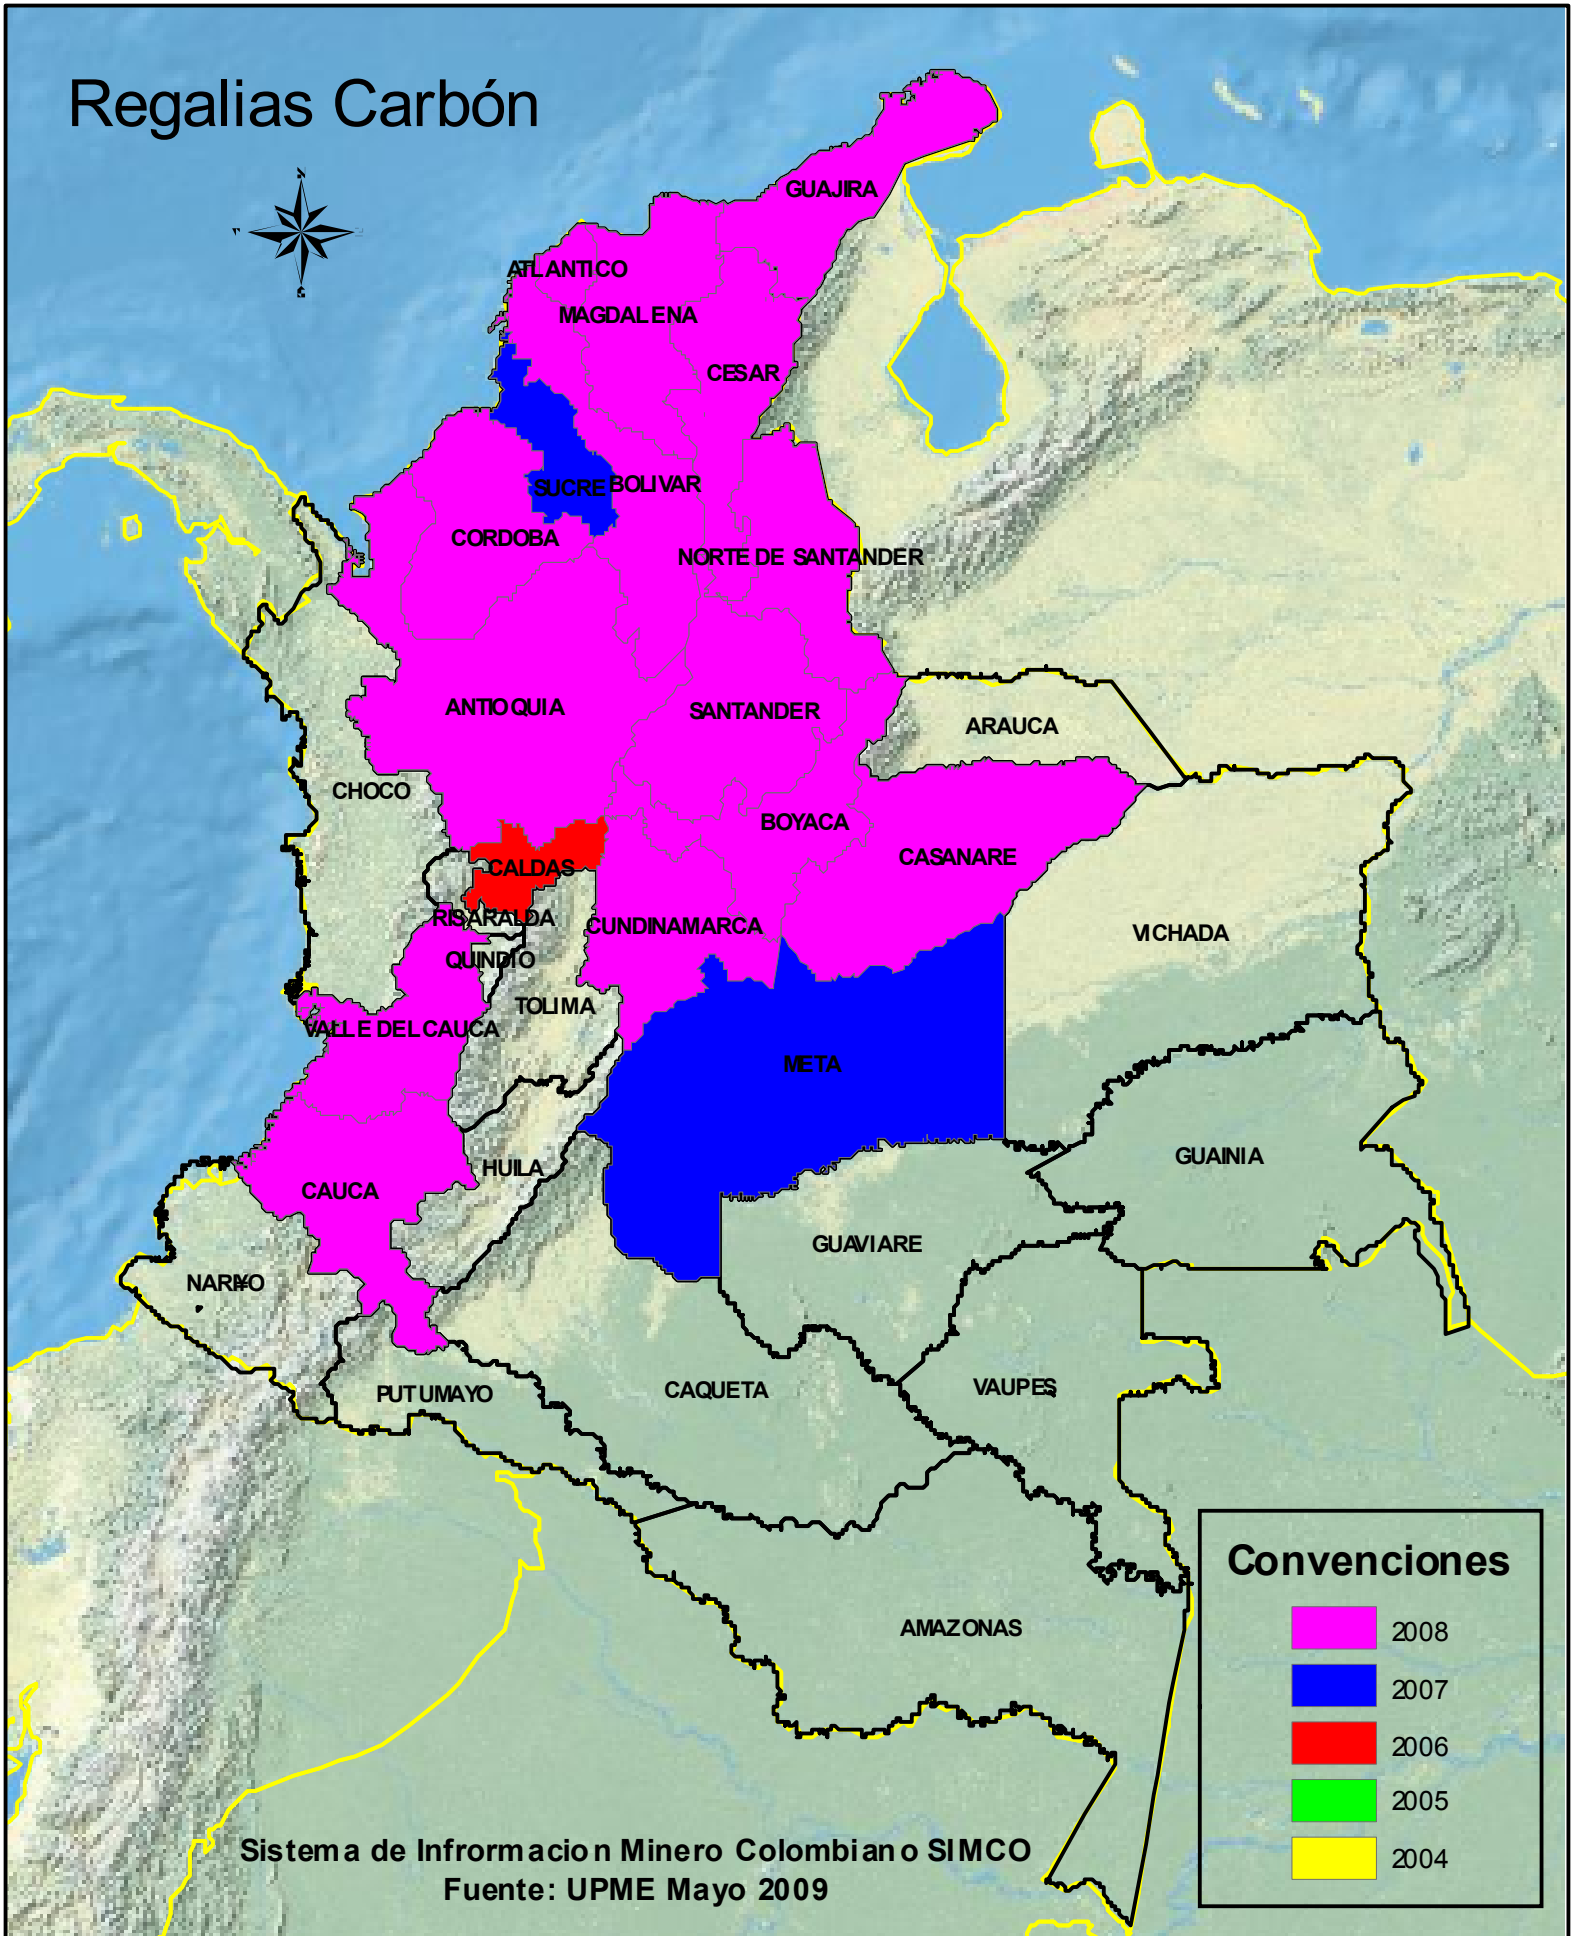 Regalias Carbón
GUAJIRA
ATLANTICO
MAGDALENA
CESAR
SUCRE
BOLIVAR
CORDOBA
NORTE DE SANTANDER
ANTIOQUIA
SANTANDER
ARAUCA
CHOCO
BOYACA
CASANARE
CALDAS
RISARALDA
CUNDINAMARCA
VICHADA
QUINDIO
TOLIMA
VALLE DEL CAUCA
META
HUILA
GUAINIA
CAUCA
GUAVIARE
NARI¥O
PUTUMAYO
CAQUETA
VAUPES
AMAZONAS
Convenciones
2008
2007
2006
2005
2004
Sistema de Infrormacion Minero Colombiano SIMCO
Fuente: UPME Mayo 2009